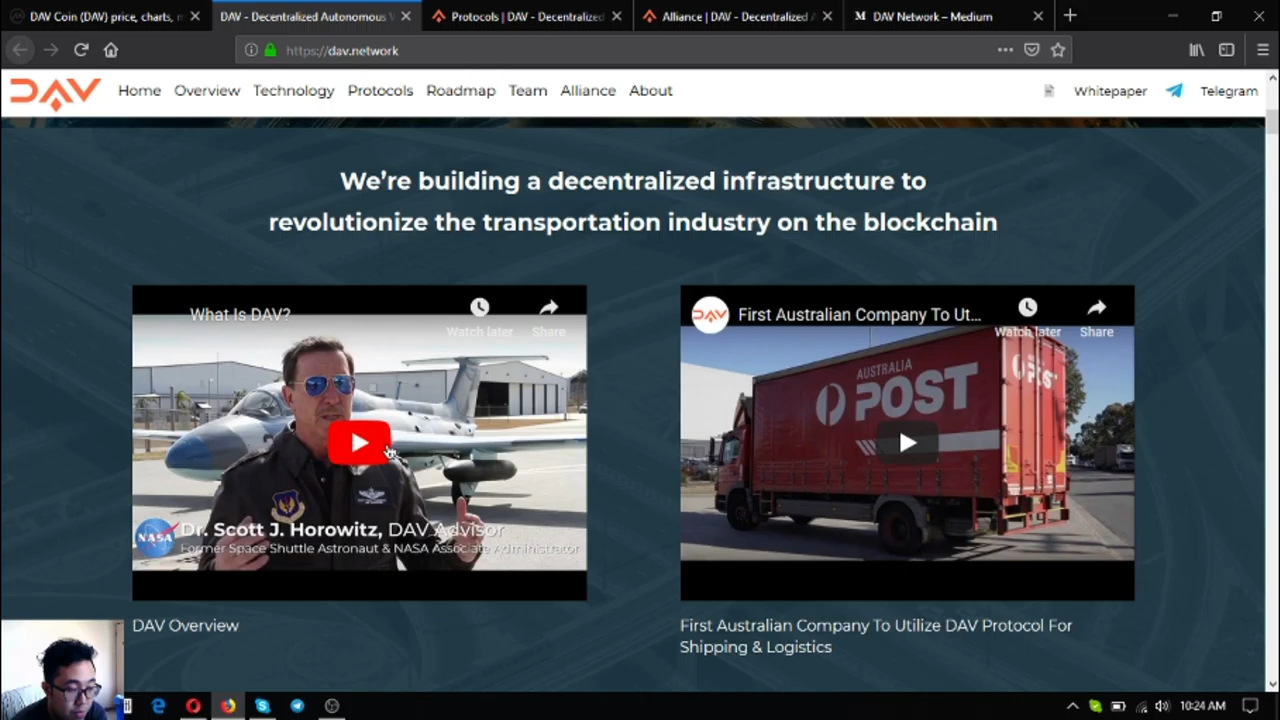 DAV Coin (DAV) price, charts, m
DAV - Decentralized Autonomous V
Protocols | DAV - Decentralized
Alliance | DAV - Decentralized A
DAV Network – Medium
https://dav.network
DAV
Home
Overview
Technology
Protocols
Roadmap
Team
Alliance
About
Whitepaper
Telegram
We’re building a decentralized infrastructure to
revolutionize the transportation industry on the blockchain
What Is DAV?
Watch later
Share
NASA
Dr. Scott J. Horowitz, DAV Advisor
Former Space Shuttle Astronaut & NASA Associate Administrator
DAV Overview
DAV
First Australian Company To Ut...
Watch later
Share
AUSTRALIA
POST
POST
First Australian Company To Utilize DAV Protocol For
Shipping & Logistics
10:24 AM